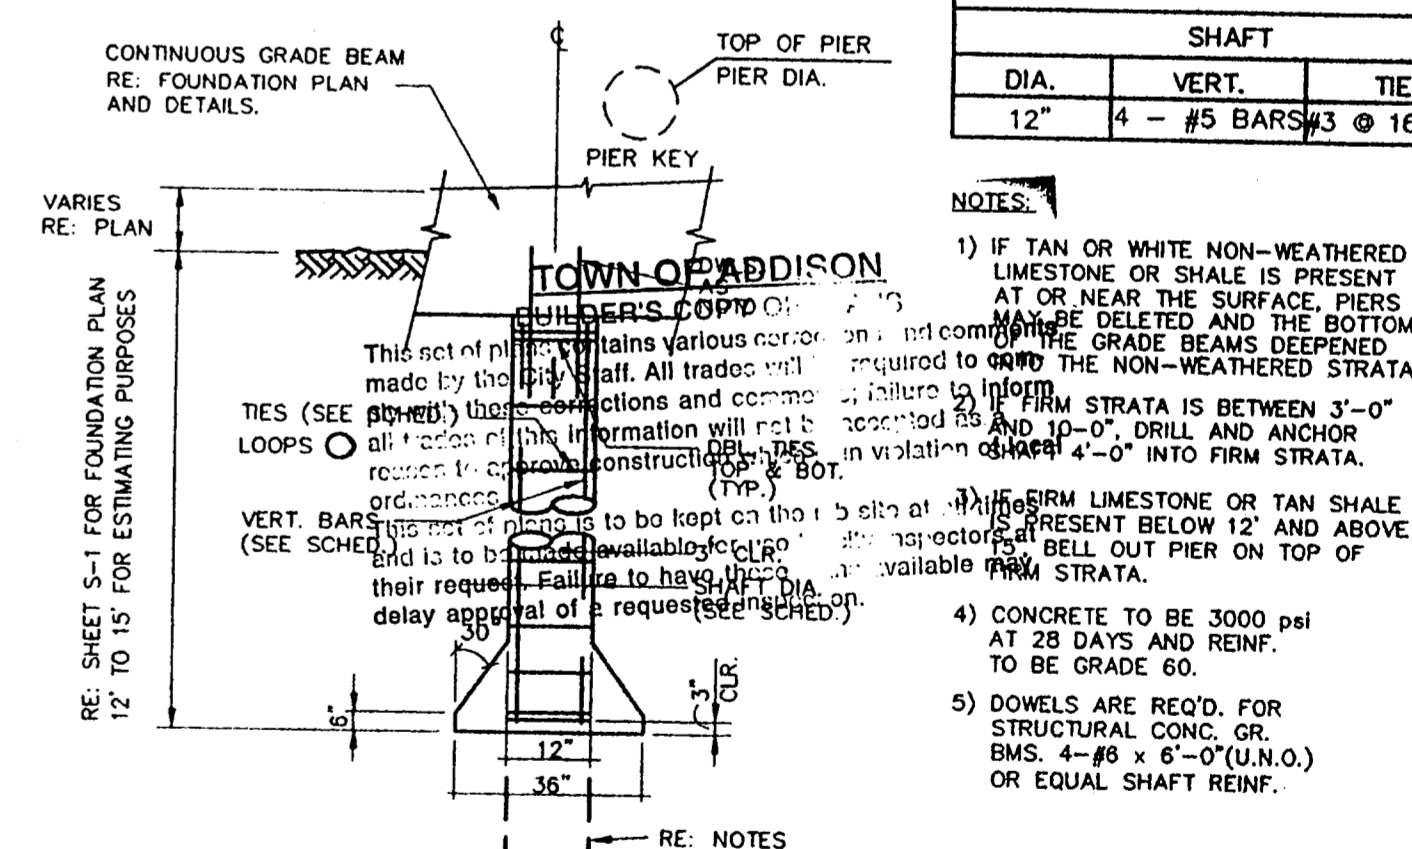 CONTINUOUS GRADE BEAM
RE: FOUNDATION PLAN
AND DETAILS.
TOP OF PIER
PIER DIA.
PIER KEY
VARIES
RE: PLAN
RE: SHEET S-1 FOR FOUNDATION PLAN
12' TO 15' FOR ESTIMATING PURPOSES
TOWN OF ADDISON
BUILDER'S COPY OF
This set of plans contains various and comments
made by the City Staff. All trades will required to com-
with these corrections and failure to inform
all trades of this information will not be accepted as a
reason to approve construction in violation of local
ordinances.
This set of plans is to be kept on the job site at all times
and is to be made available for use inspectors at
their request. Failure to have these available may
delay approval of a requested inspection.
TIES (SEE SCHED.)
LOOPS
VERT. BARS
(SEE SCHED.)
DBL. TIES
TOP & BOT.
(TYP.)
3" CLR.
SHAFT DIA.
(SEE SCHED.)
30°
6"
3"
CLR.
12"
36"
RE: NOTES
SHAFT
DIA. VERT. TIE
12" 4 - #5 BARS #3 @ 16
NOTES:
1) IF TAN OR WHITE NON-WEATHERED
LIMESTONE OR SHALE IS PRESENT
AT OR NEAR THE SURFACE, PIERS
MAY BE DELETED AND THE BOTTOM
OF THE GRADE BEAMS DEEPENED
INTO THE NON-WEATHERED STRATA
2) IF FIRM STRATA IS BETWEEN 3'-0"
AND 10-0", DRILL AND ANCHOR
SHAFT 4'-0" INTO FIRM STRATA.
3) IF FIRM LIMESTONE OR TAN SHALE
IS PRESENT BELOW 12' AND ABOVE
15', BELL OUT PIER ON TOP OF
FIRM STRATA.
4) CONCRETE TO BE 3000 psi
AT 28 DAYS AND REINF.
TO BE GRADE 60.
5) DOWELS ARE REQ'D. FOR
STRUCTURAL CONC. GR.
BMS. 4-#6 x 6'-0"(U.N.O.)
OR EQUAL SHAFT REINF.